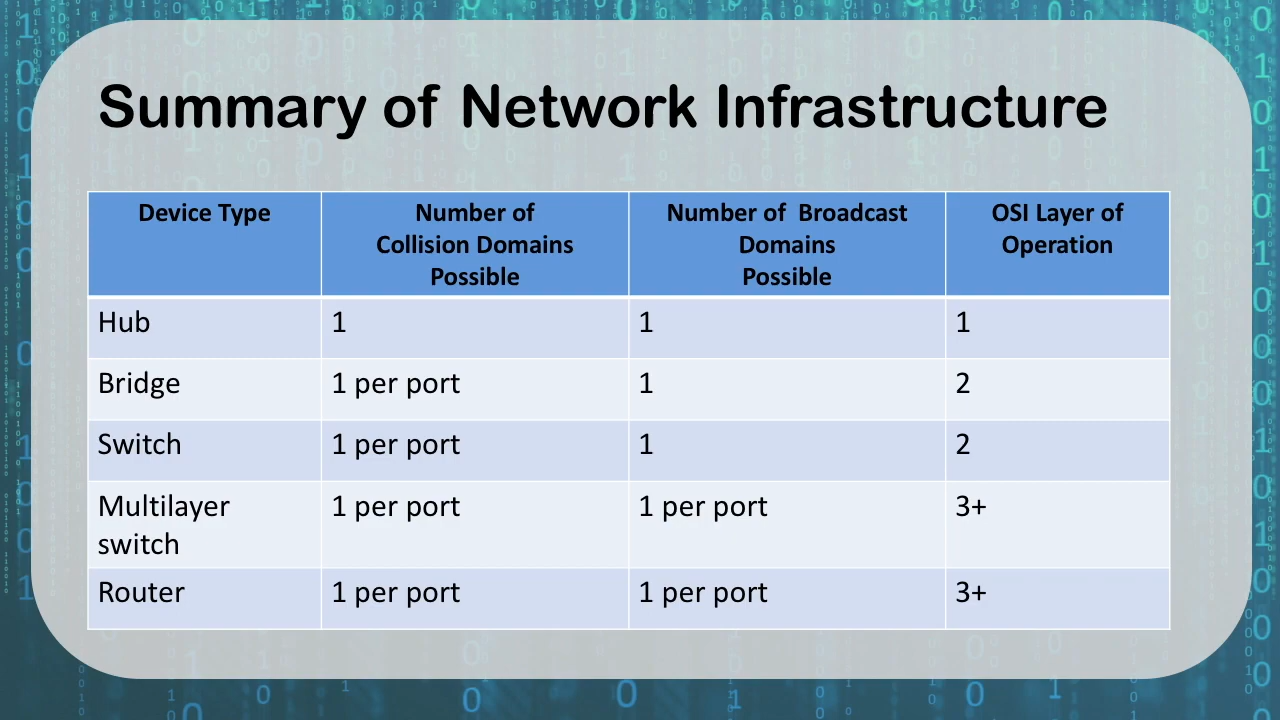 Summary of Network Infrastructure
Device Type
Number of
Collision Domains
Possible
Number of Broadcast
Domains
Possible
OSI Layer of
Operation
Hub
1
1
1
Bridge
1 per port
1
2
Switch
1 per port
1
2
Multilayer
switch
1 per port
1 per port
3+
Router
1 per port
1 per port
3+